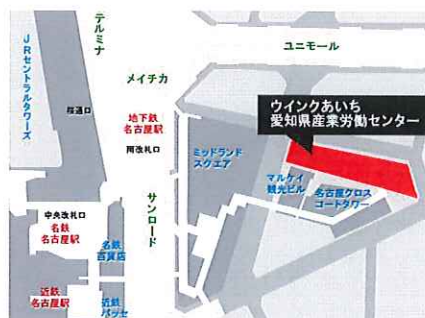 JRセントラルタワーズ
テルミナ
ユニモール
メイチカ
桜通口
地下鉄
名古屋駅
南改札口
ミッドランド
スクエア
ウインクあいち
愛知県産業労働センター
マルケイ
観光ビル
名古屋クロス
コートタワー
サンロード
中央改札口
名鉄
名古屋駅
名鉄
百貨店
近鉄
名古屋駅
近鉄
パッセ